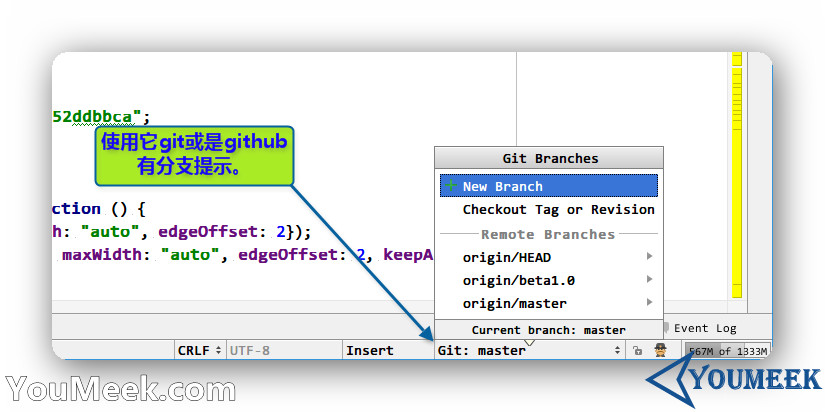 52ddbbca";
使用它git或是github
有分支提示。
Git Branches
New Branch
Checkout Tag or Revision
Remote Branches
origin/HEAD
origin/beta1.0
origin/master
Current branch: master
ction () {
h: "auto", edgeOffset: 2});
maxWidth: "auto", edgeOffset: 2, keepA
Event Log
CRLF
UTF-8
Insert
Git: master
567M of 1333M
YouMeek.com
YOUMEEK